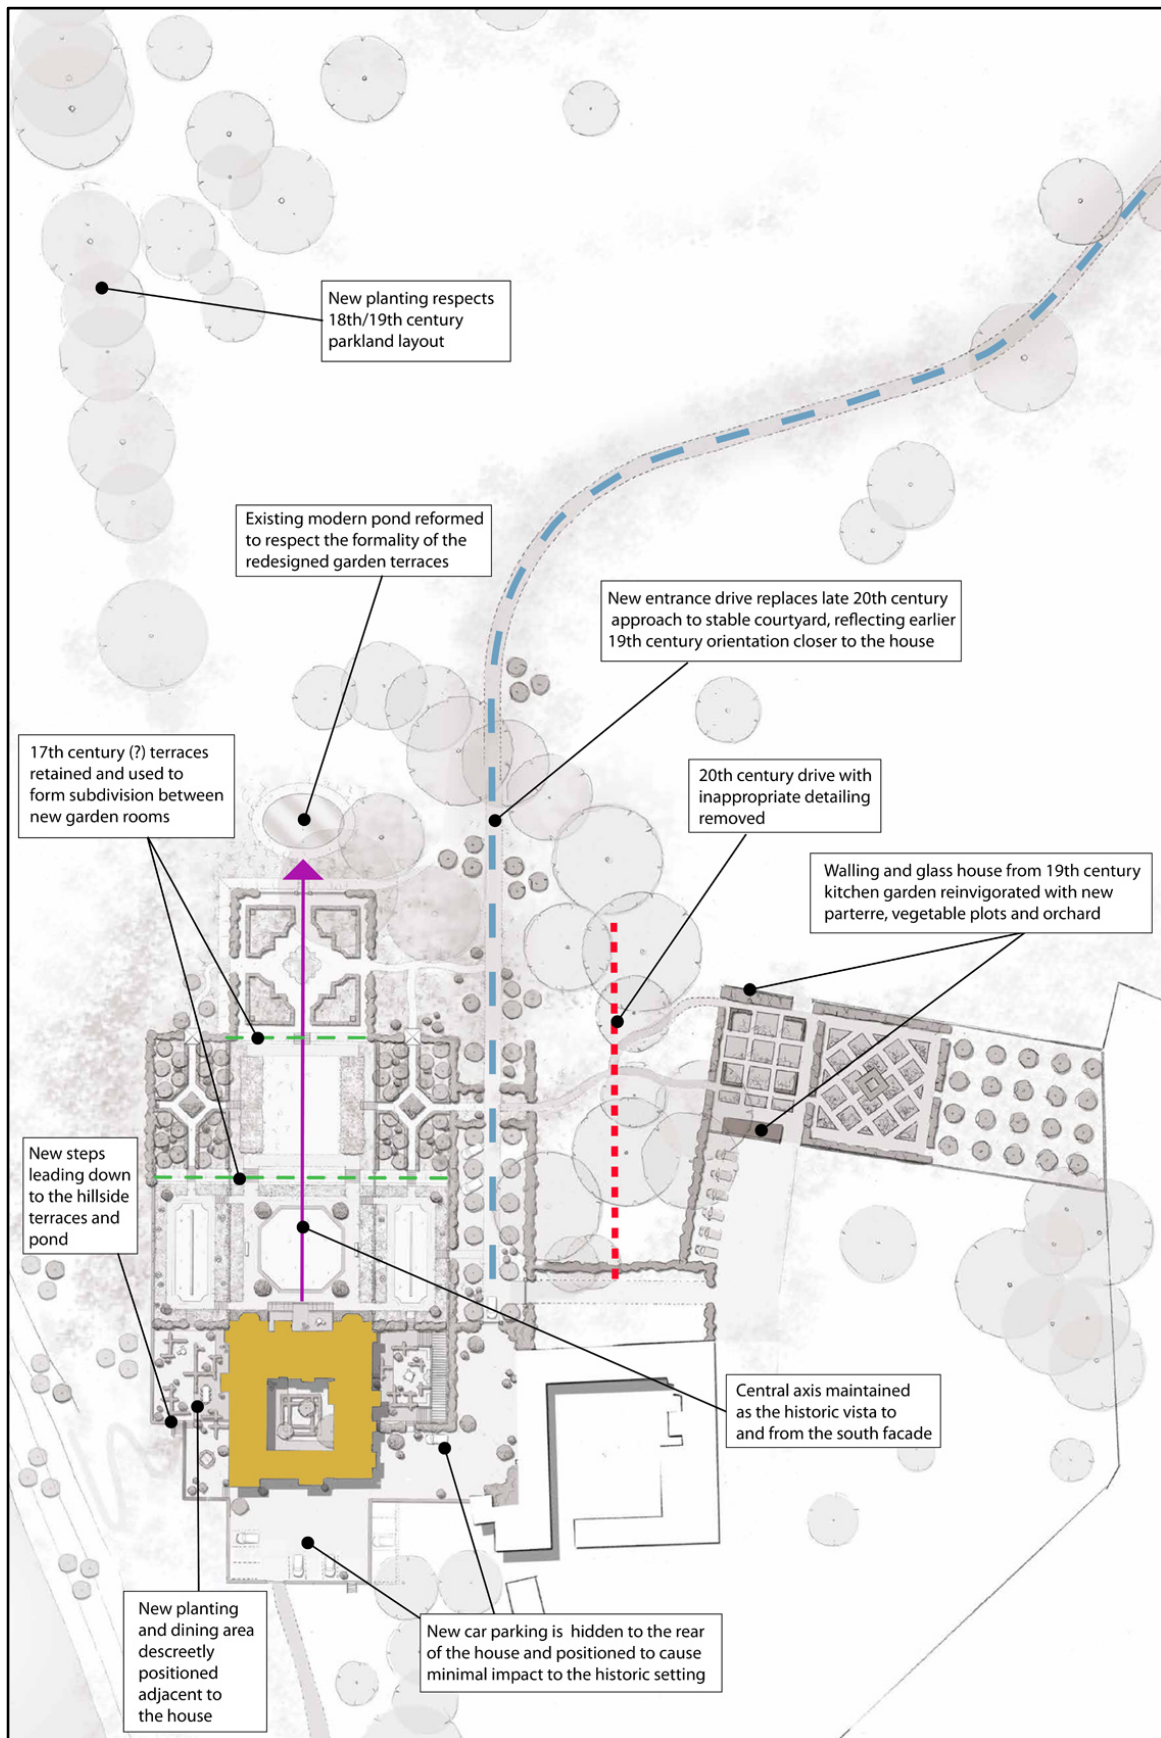 New planting respects
18th/19th century
parkland layout
Existing modern pond reformed
to respect the formality of the
redesigned garden terraces
New entrance drive replaces late 20th century
approach to stable courtyard, reflecting earlier
19th century orientation closer to the house
17th century (?) terraces
retained and used to
form subdivision between
new garden rooms
20th century drive with
inappropriate detailing
removed
Walling and glass house from 19th century
kitchen garden reinvigorated with new
parterre, vegetable plots and orchard
New steps
leading down
to the hillside
terraces and
pond
Central axis maintained
as the historic vista to
and from the south facade
New planting
and dining area
descreetly
positioned
adjacent to
the house
New car parking is hidden to the rear
of the house and positioned to cause
minimal impact to the historic setting